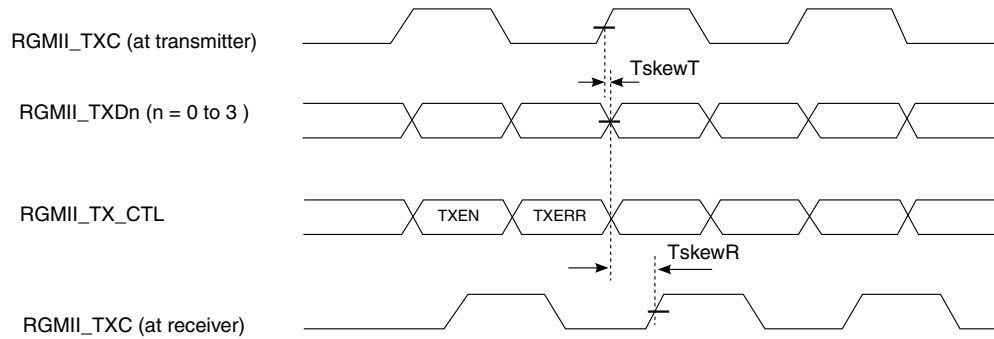 RGMII_TXC (at transmitter)
TskewT
RGMII_TXDn (n = 0 to 3 )
RGMII_TX_CTL
TXEN
TXERR
TskewR
RGMII_TXC (at receiver)